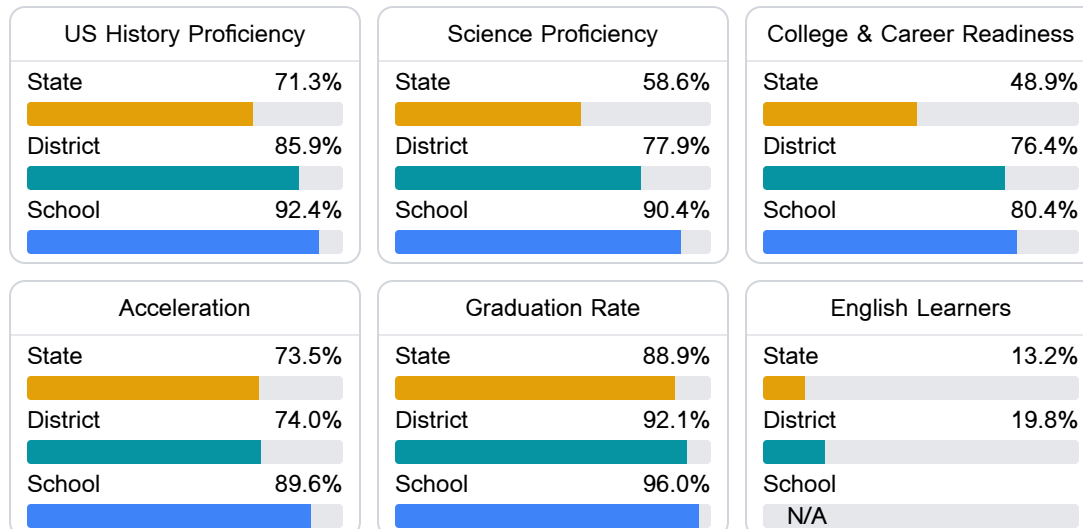 US History Proficiency
State 71.3%
District 85.9%
School 92.4%
Science Proficiency
State 58.6%
District 77.9%
School 90.4%
College & Career Readiness
State 48.9%
District 76.4%
School 80.4%
Acceleration
State 73.5%
District 74.0%
School 89.6%
Graduation Rate
State 88.9%
District 92.1%
School 96.0%
English Learners
State 13.2%
District 19.8%
School
N/A